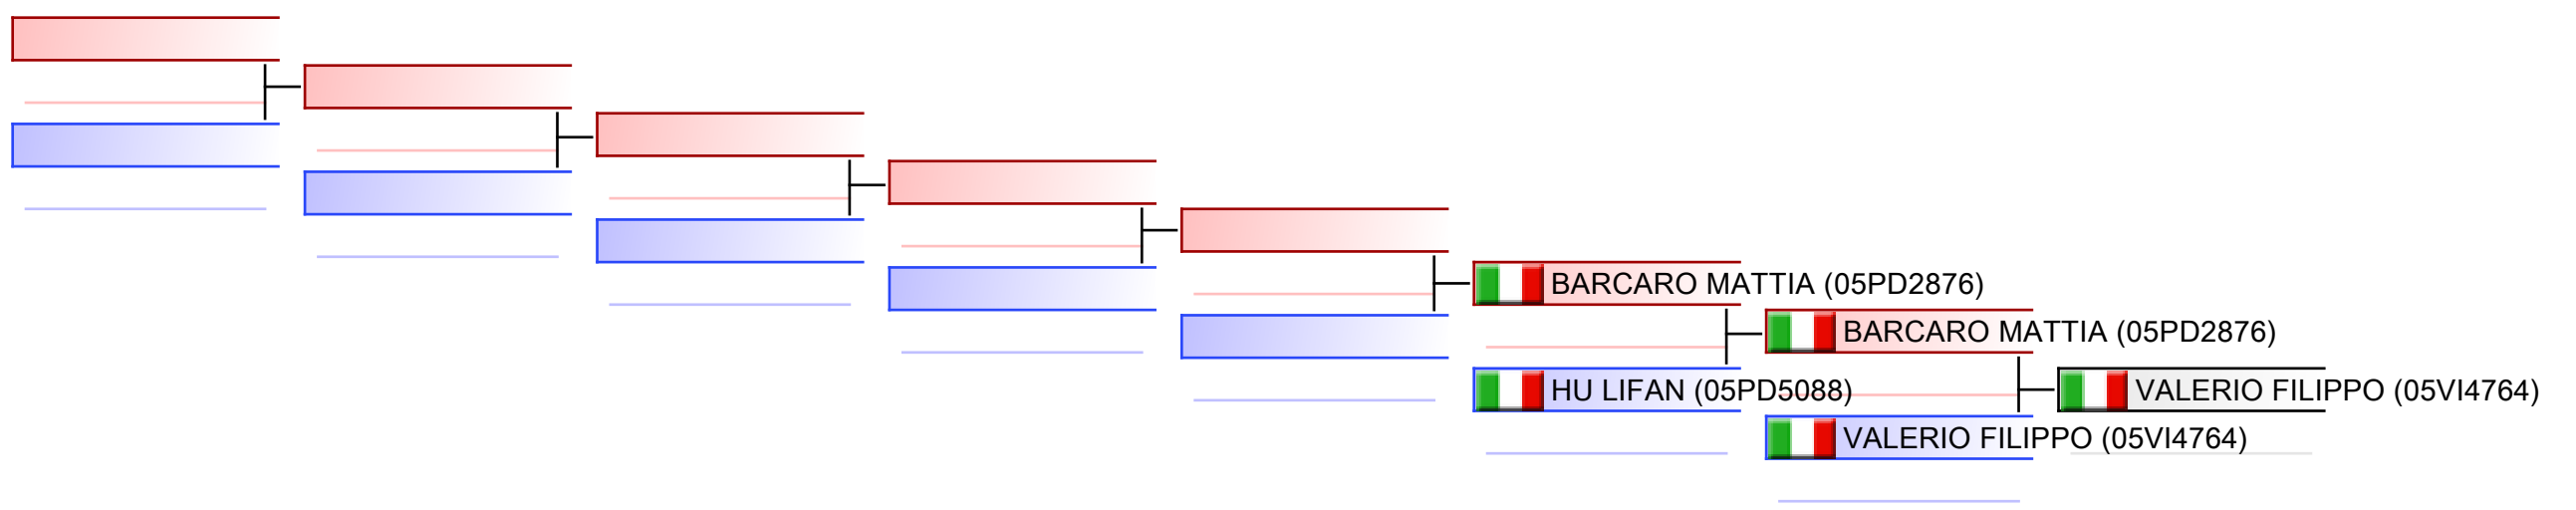 BARCARO MATTIA (05PD2876)
BARCARO MATTIA (05PD2876)
HU LIFAN (05PD5088)
VALERIO FILIPPO (05VI4764)
VALERIO FILIPPO (05VI4764)